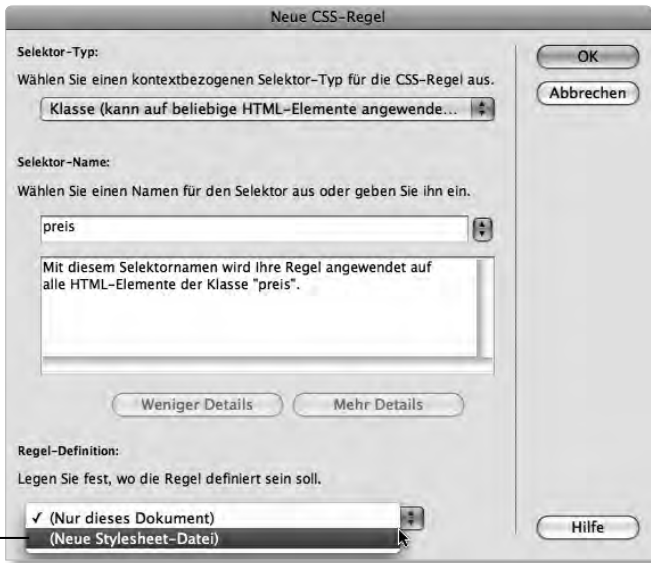 Neue CSS-Regel
Selektor-Typ:
Wählen Sie einen kontextbezogenen Selektor-Typ für die CSS-Regel aus.
Klasse (kann auf beliebige HTML-Elemente angewende...
OK
Abbrechen
Selektor-Name:
Wählen Sie einen Namen für den Selektor aus oder geben Sie ihn ein.
preis
Mit diesem Selektornamen wird Ihre Regel angewendet auf
alle HTML-Elemente der Klasse "preis".
Weniger Details
Mehr Details
Regel-Definition:
Legen Sie fest, wo die Regel definiert sein soll.
✓ (Nur dieses Dokument)
(Neue Stylesheet-Datei)
Hilfe